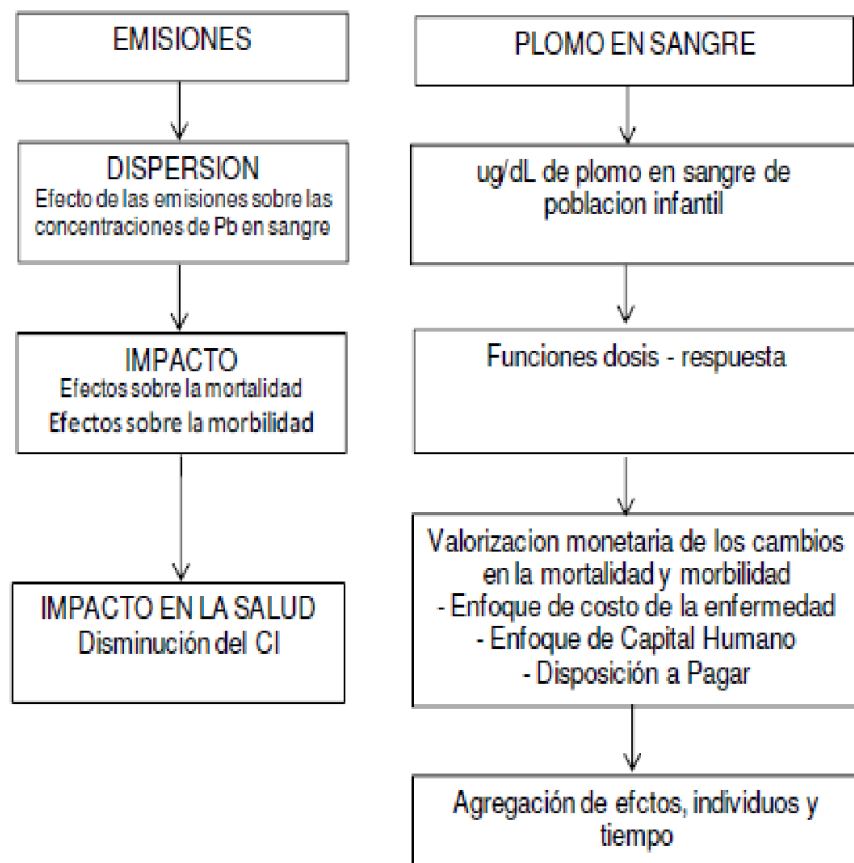 EMISIONES
DISPERSION
Efecto de las emisiones sobre las
concentraciones de Pb en sangre
IMPACTO
Efectos sobre la mortalidad
Efectos sobre la morbilidad
IMPACTO EN LA SALUD
Disminución del CI
PLOMO EN SANGRE
ug/dL de plomo en sangre de
poblacion infantil
Funciones dosis - respuesta
Valorizacion monetaria de los cambios
en la mortalidad y morbilidad
- Enfoque de costo de la enfermedad
- Enfoque de Capital Humano
- Disposición a Pagar
Agregación de efctos, individuos y
tiempo